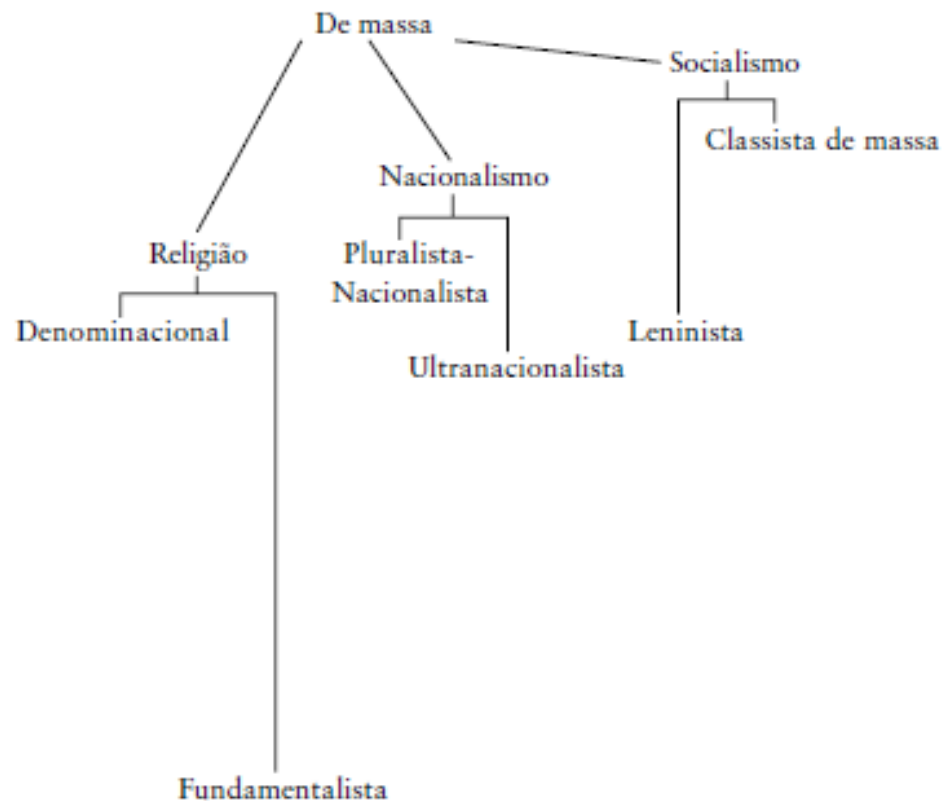 De massa
Socialismo
Classista de massa
Nacionalismo
Religião
Pluralista-
Nacionalista
Denominacional
Leninista
Ultranacionalista
Fundamentalista